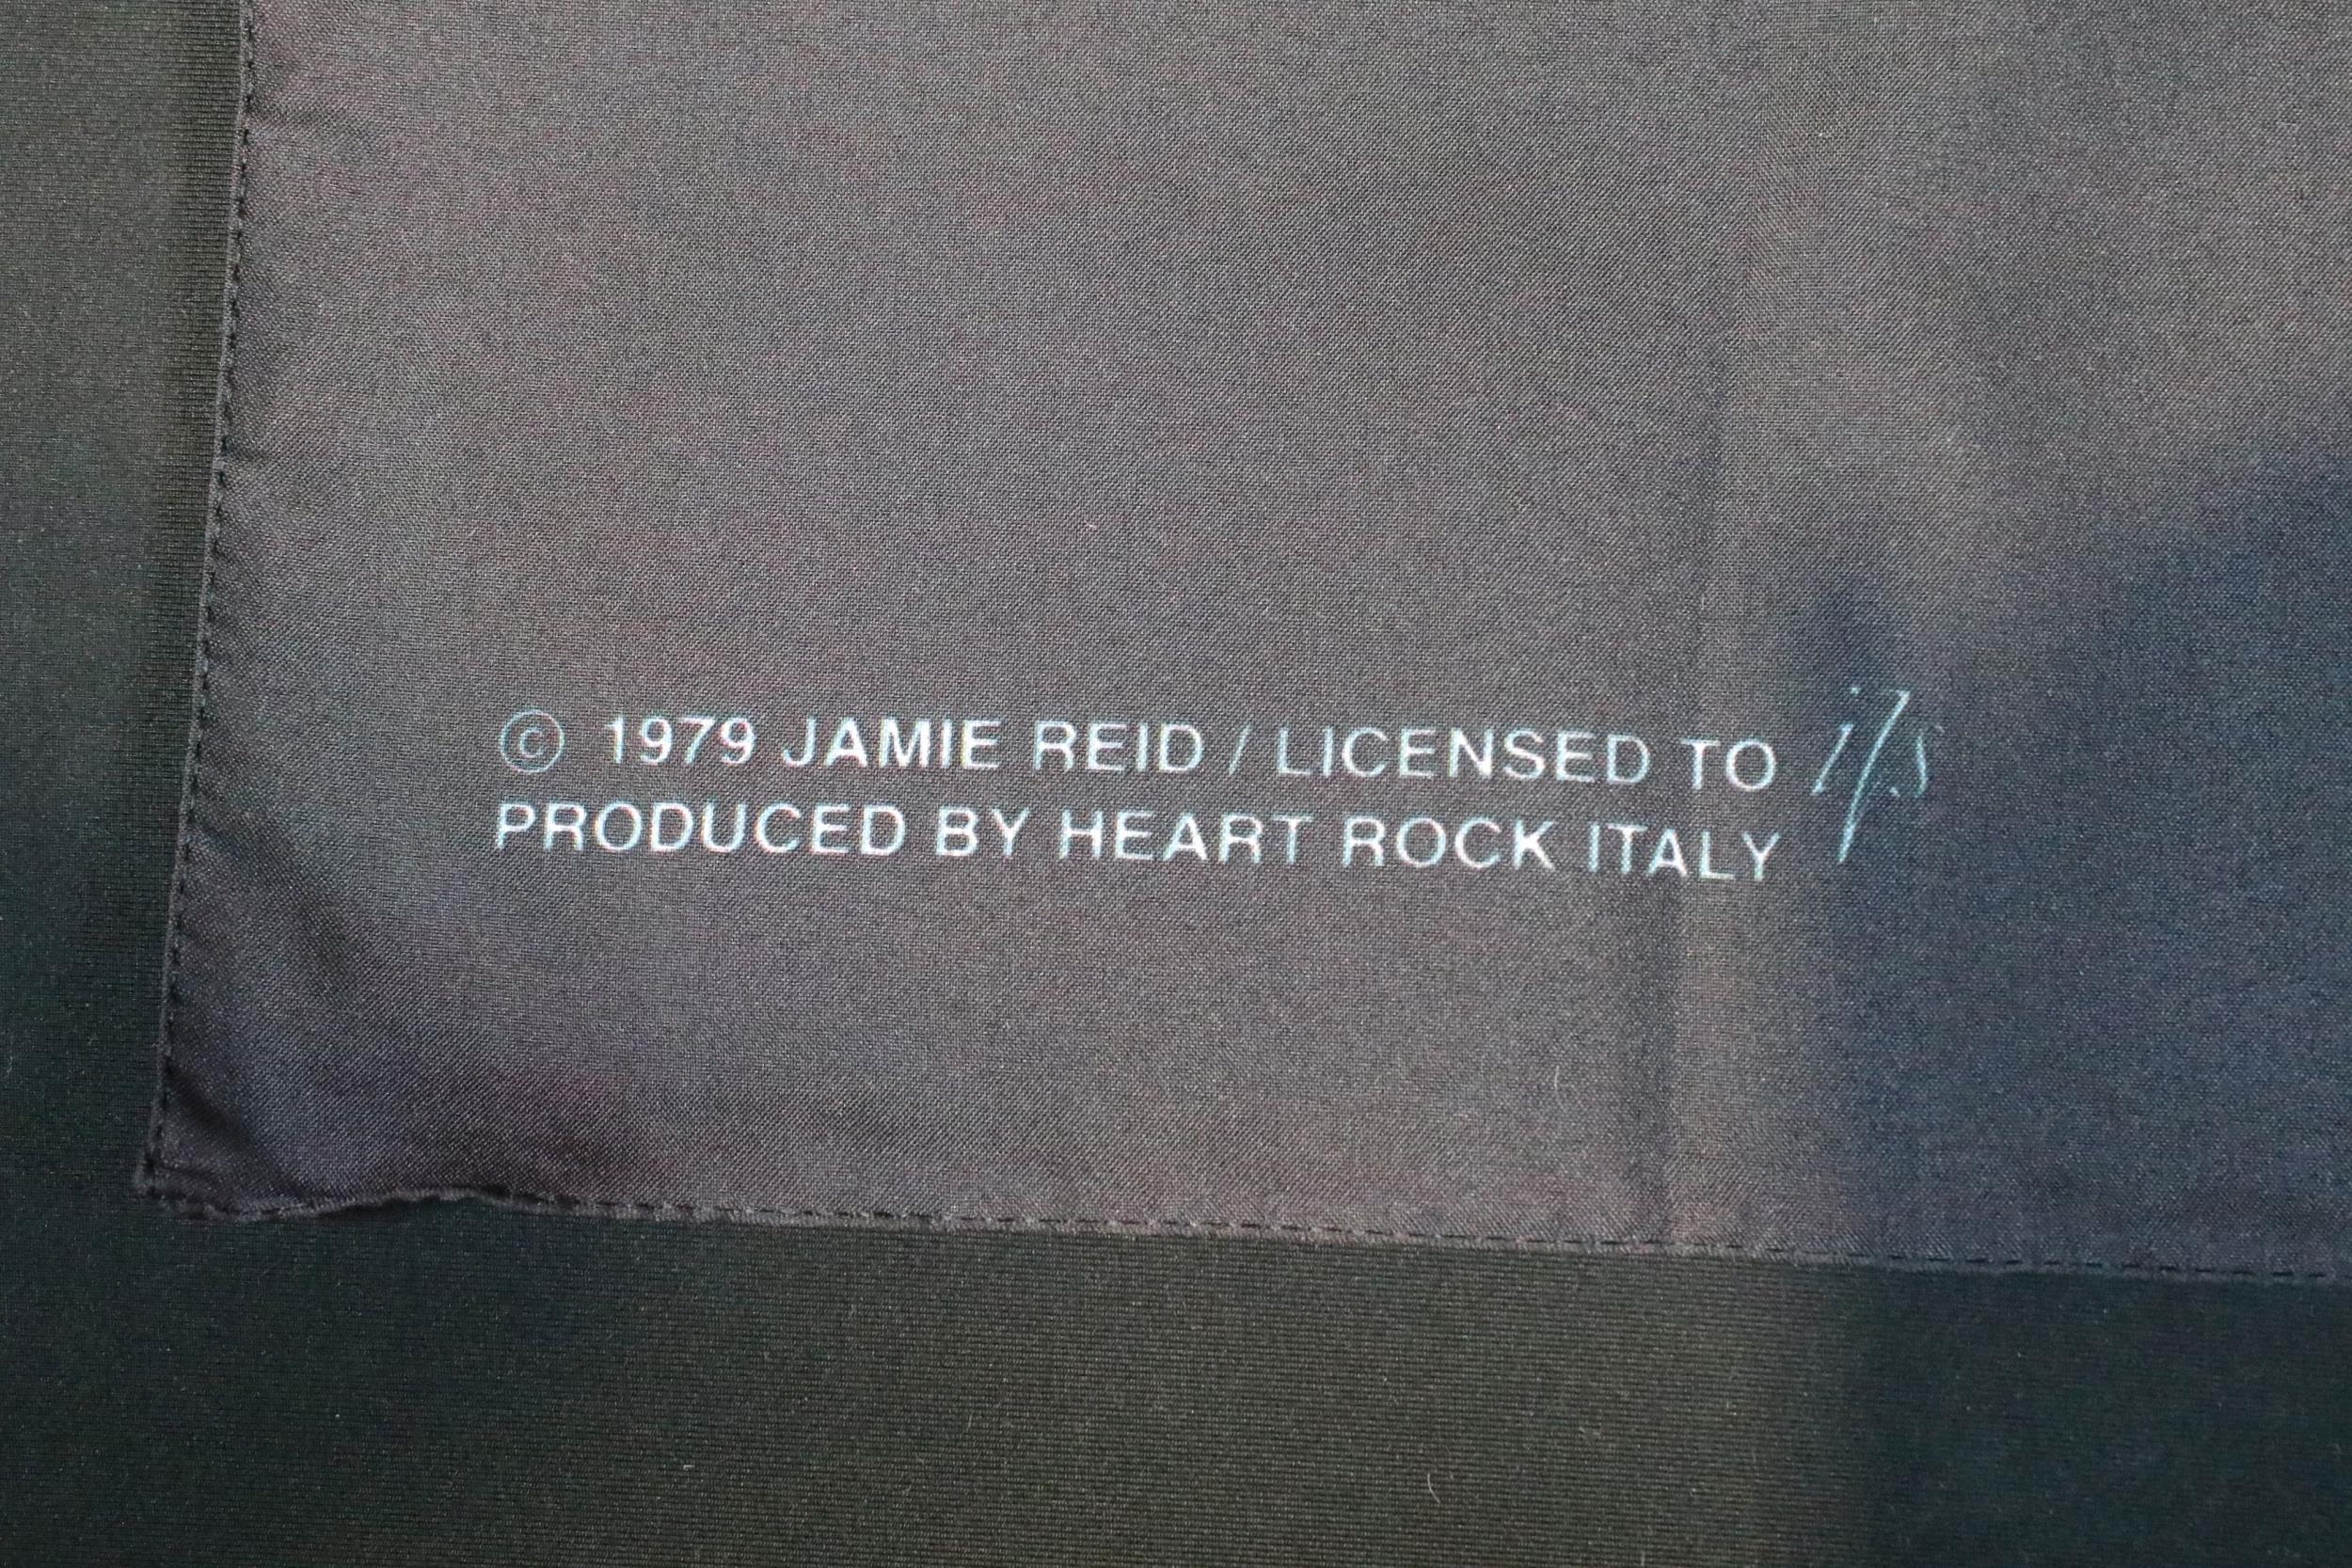 © 1979 JAMIE REID / LICENSED TO
PRODUCED BY HEART ROCK ITALY